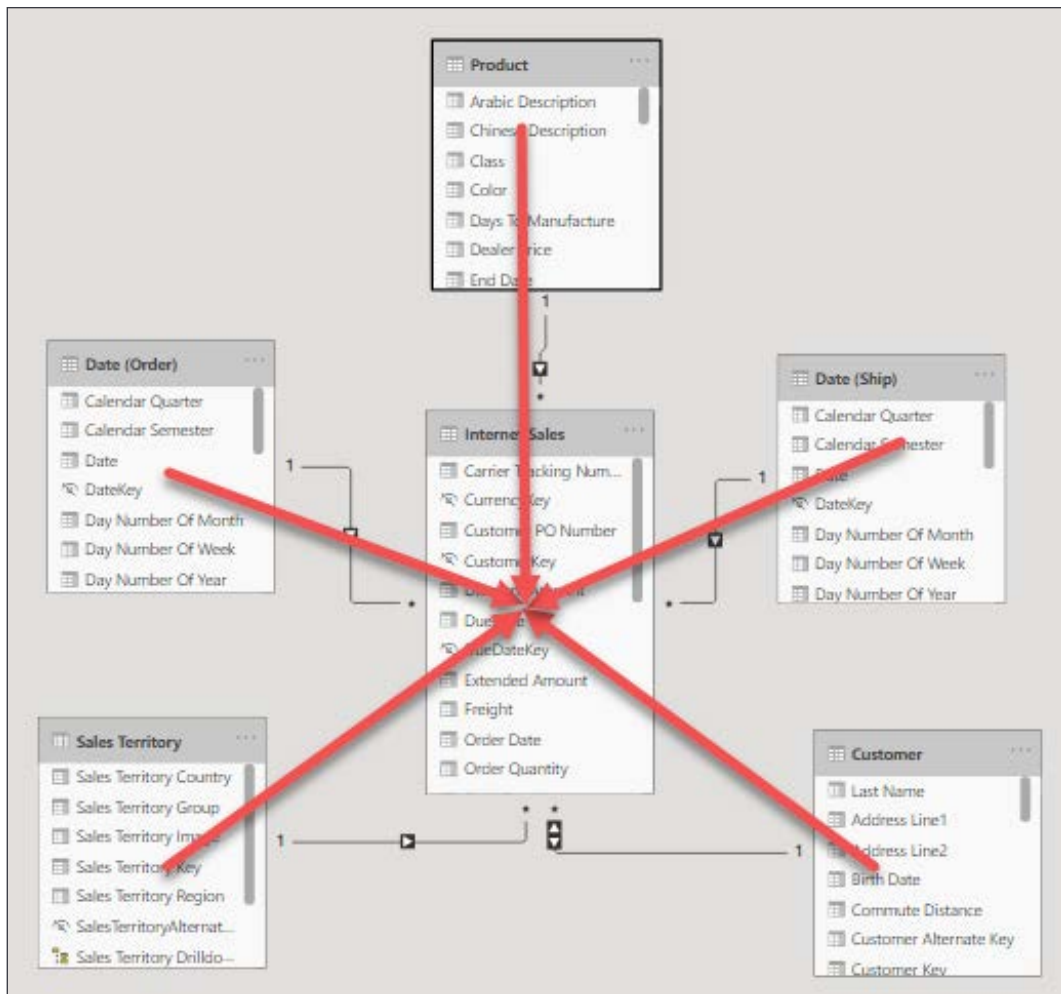 Product
Arabic Description
Chinese Description
Class
Color
Days To Manufacture
Dealer Price
End Date
1
*
Date (Order)
Calendar Quarter
Calendar Semester
Date
DateKey
Day Number Of Month
Day Number Of Week
Day Number Of Year
1
*
Internet Sales
Carrier Tracking Num...
CurrencyKey
Customer PO Number
CustomerKey
DueDateKey
Extended Amount
Freight
Order Date
Order Quantity
Date (Ship)
Calendar Quarter
Calendar Semester
Date
DateKey
Day Number Of Month
Day Number Of Week
Day Number Of Year
1
*
Sales Territory
Sales Territory Country
Sales Territory Group
Sales Territory Image
Sales Territory Key
Sales Territory Region
SalesTerritoryAlternat...
Sales Territory Drilldo...
1
*
*
1
Customer
Last Name
Address Line1
Address Line2
Birth Date
Commute Distance
Customer Alternate Key
Customer Key